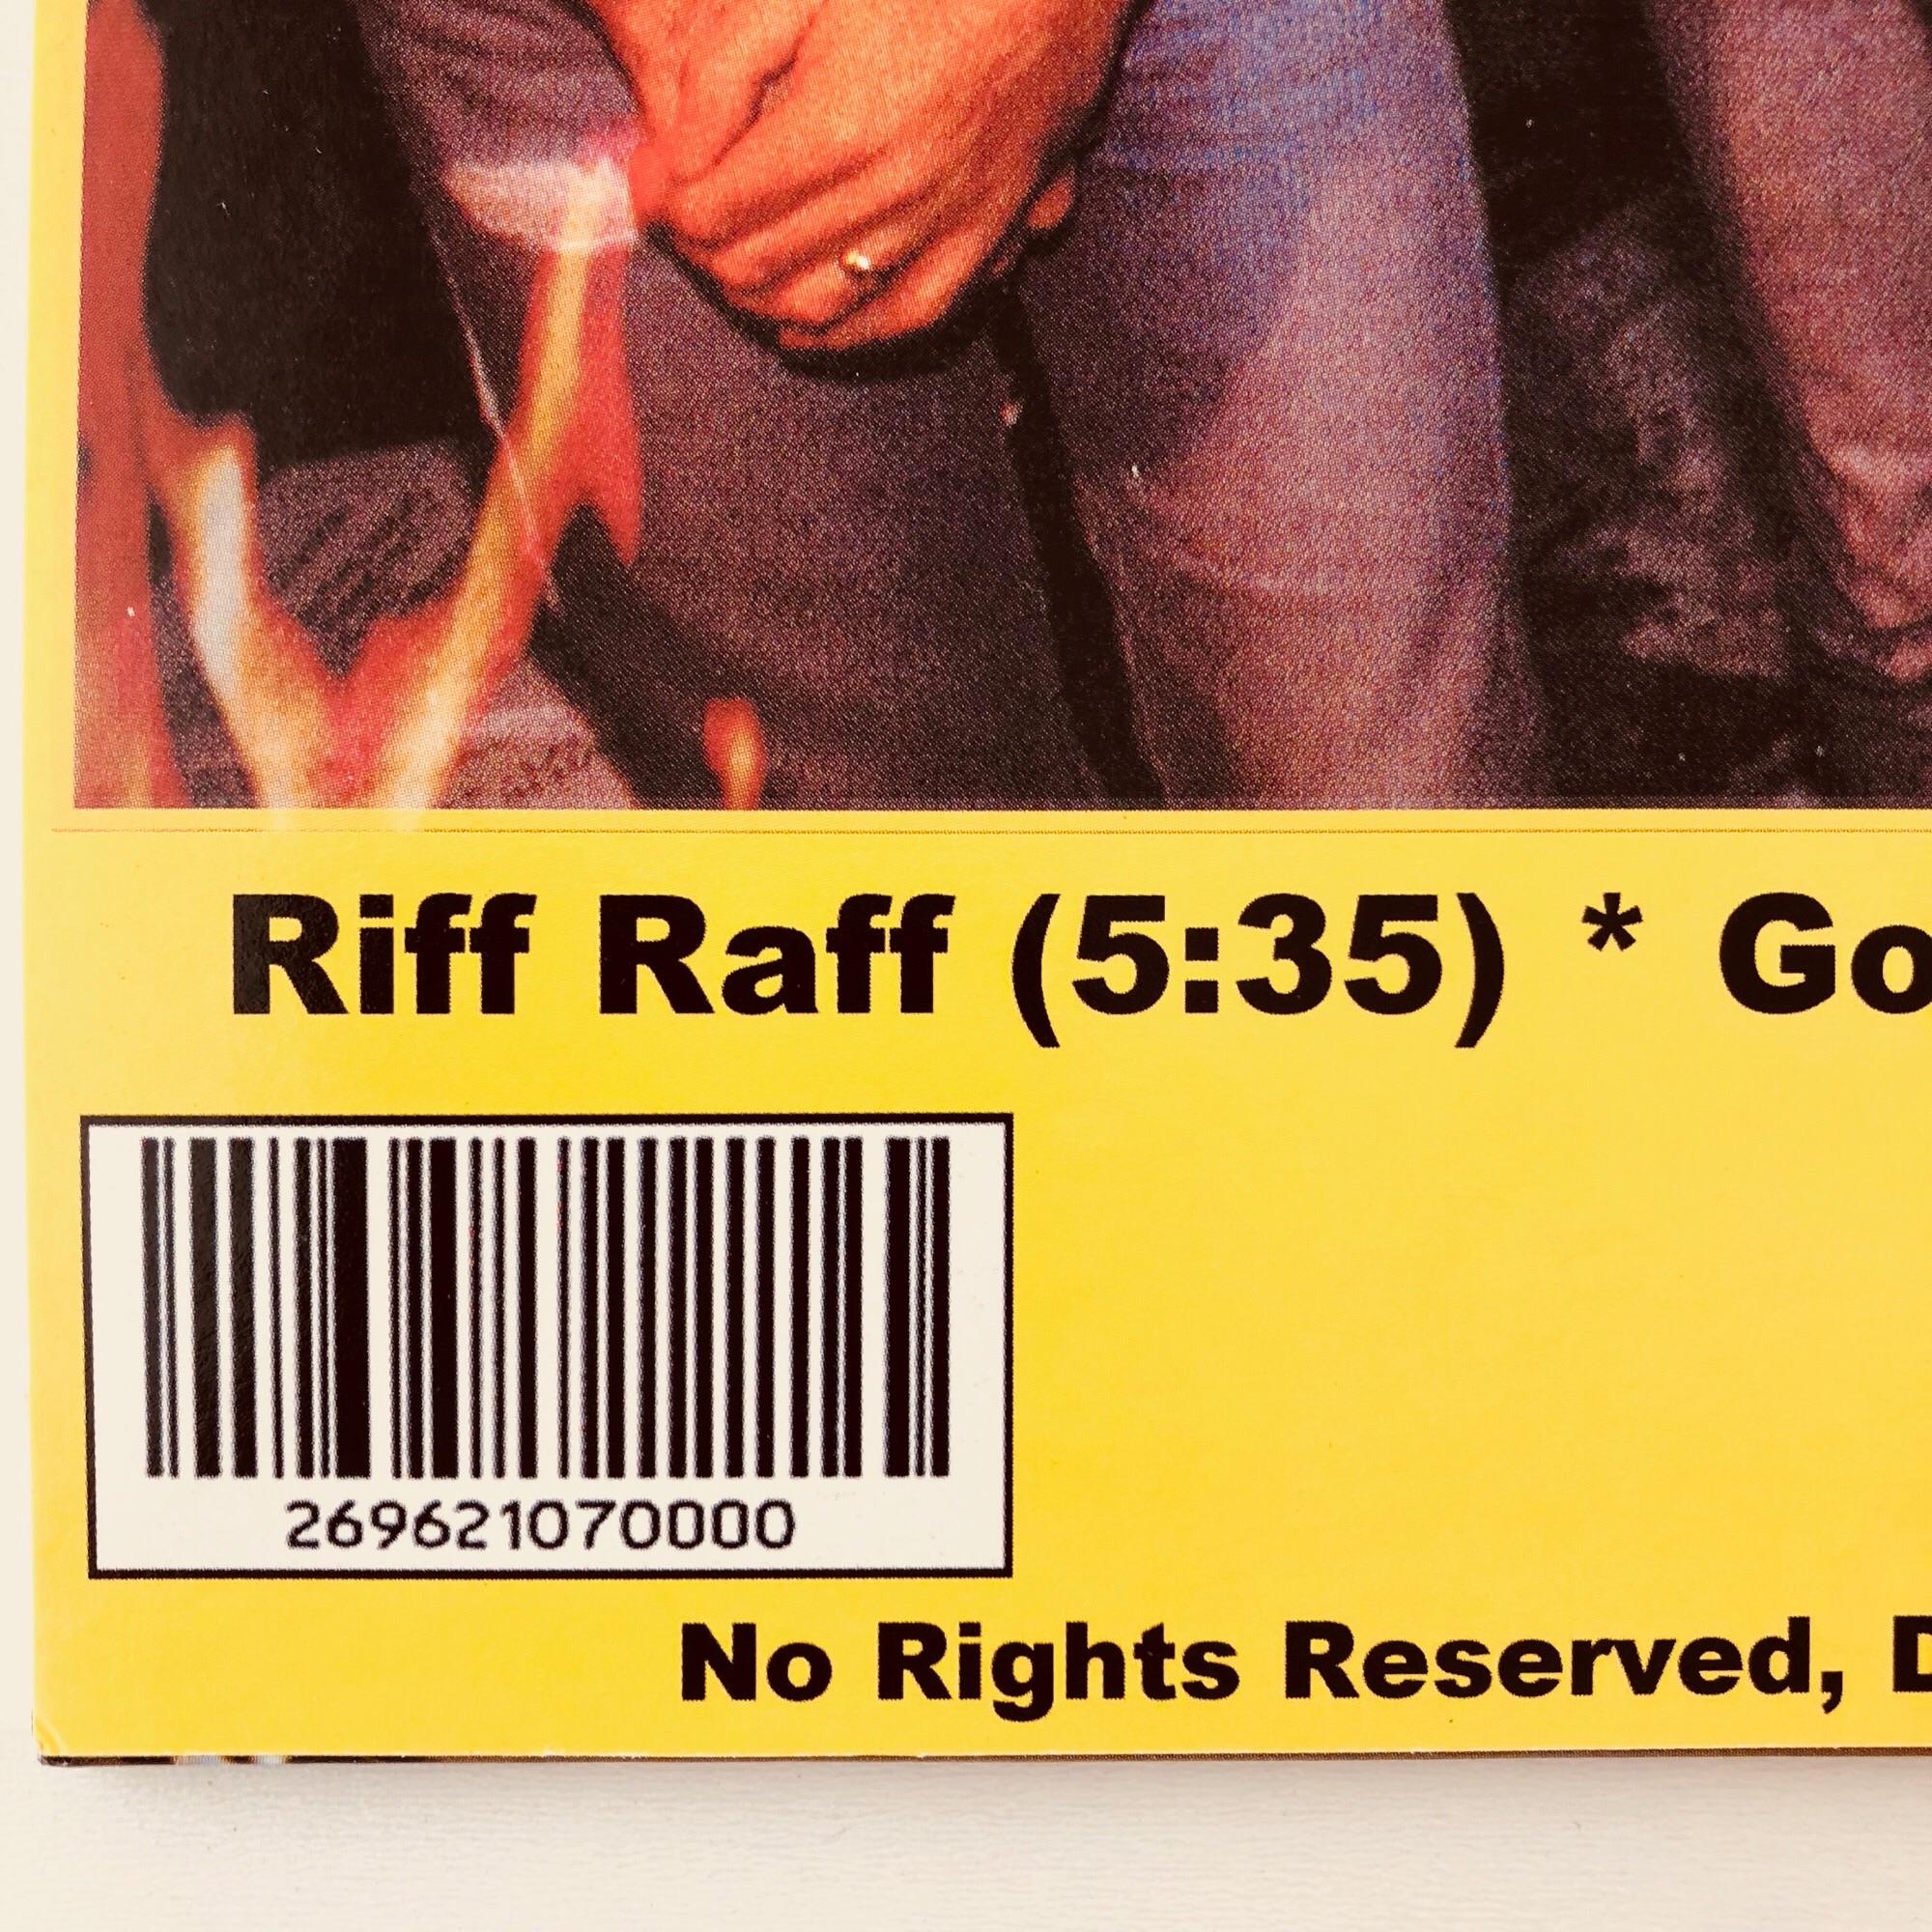 Riff Raff (5:35) * Go
269621070000
No Rights Reserved,